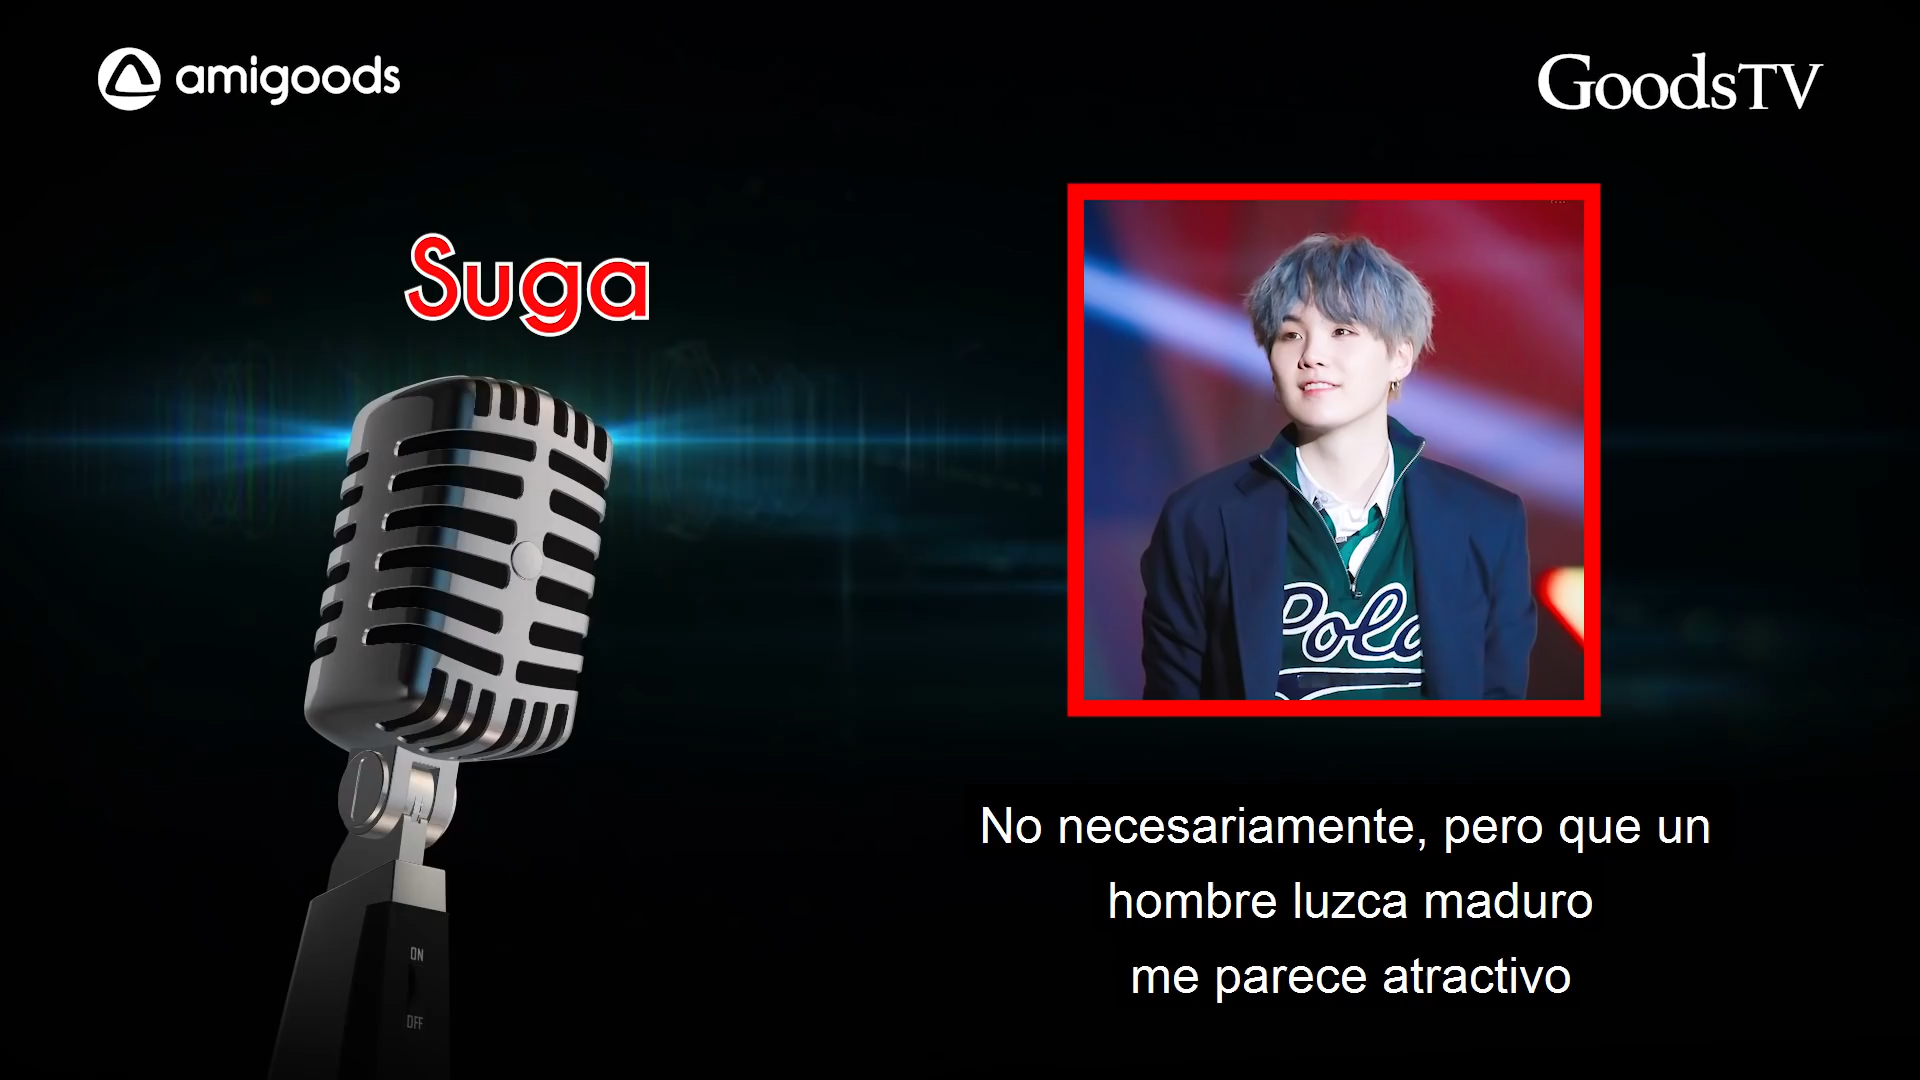 amigoods
GoodsTV
Suga
Polo
ON
OFF
No necesariamente, pero que un
hombre luzca maduro
me parece atractivo